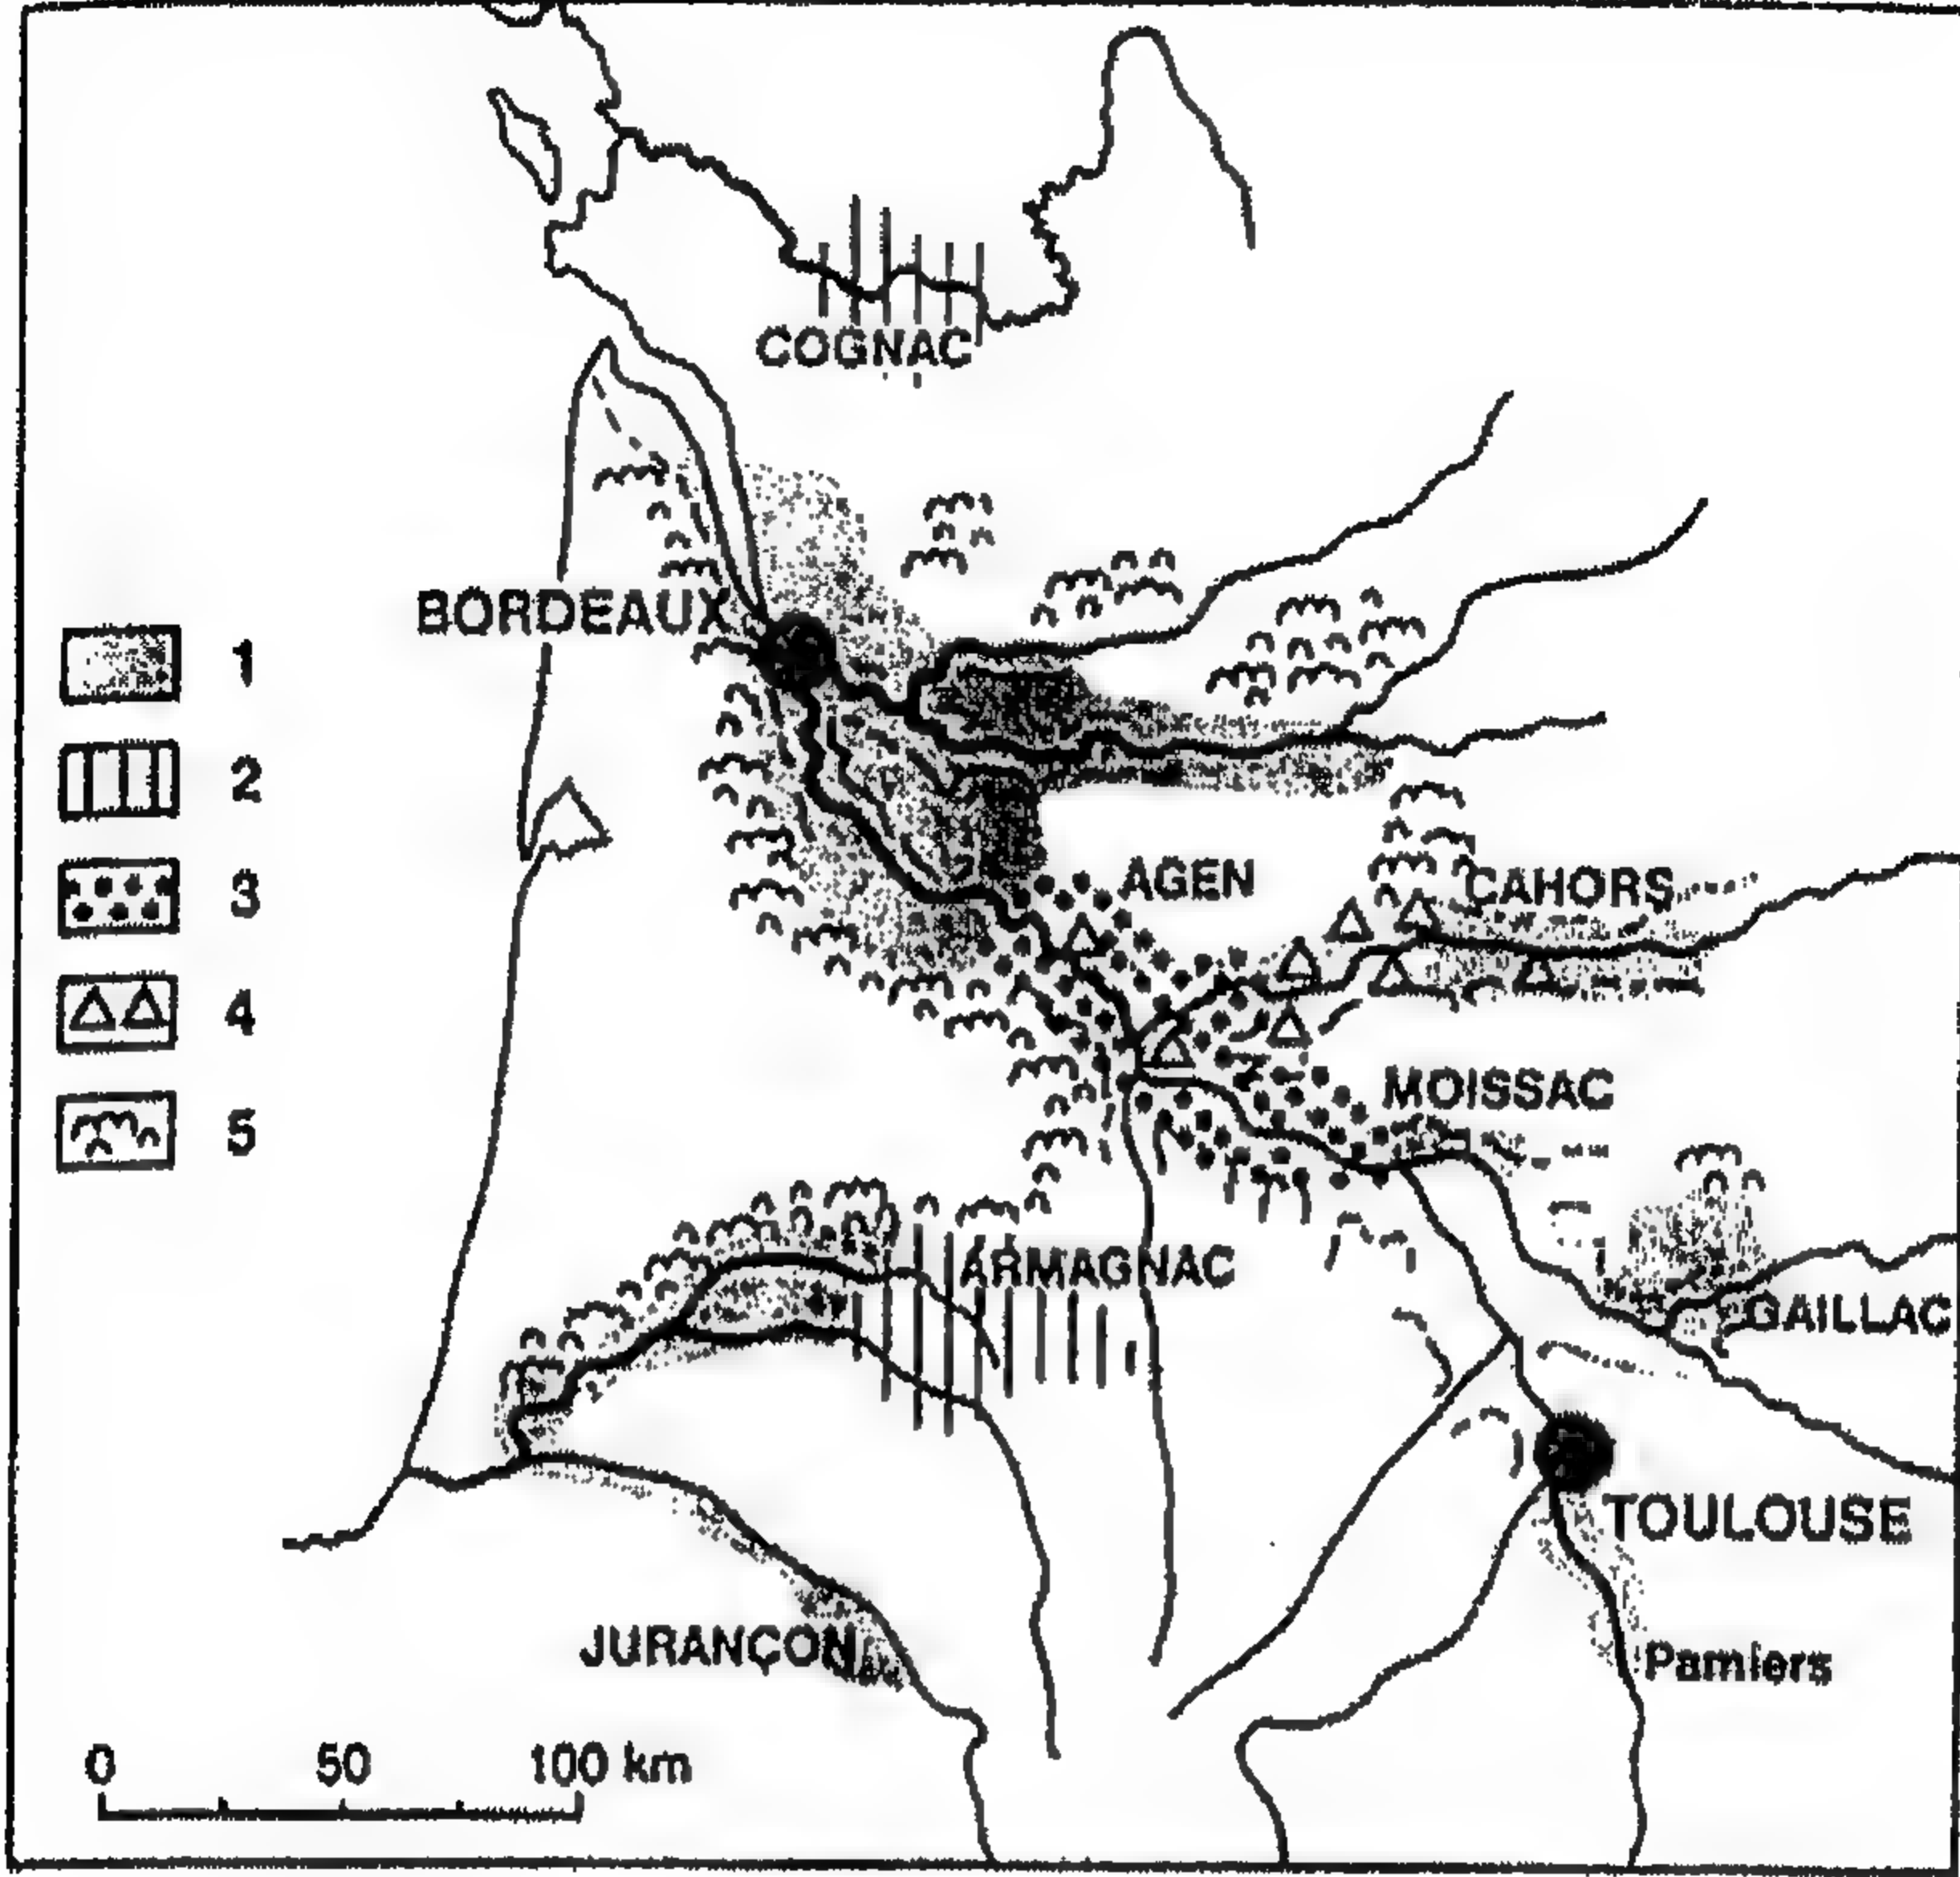 COGNAC
BORDEAUX
1
2
3
4
5
AGEN
CAHORS
MOISSAC
ARMAGNAC
GAILLAC
TOULOUSE
JURANÇON
Pamiers
0 50 100 km